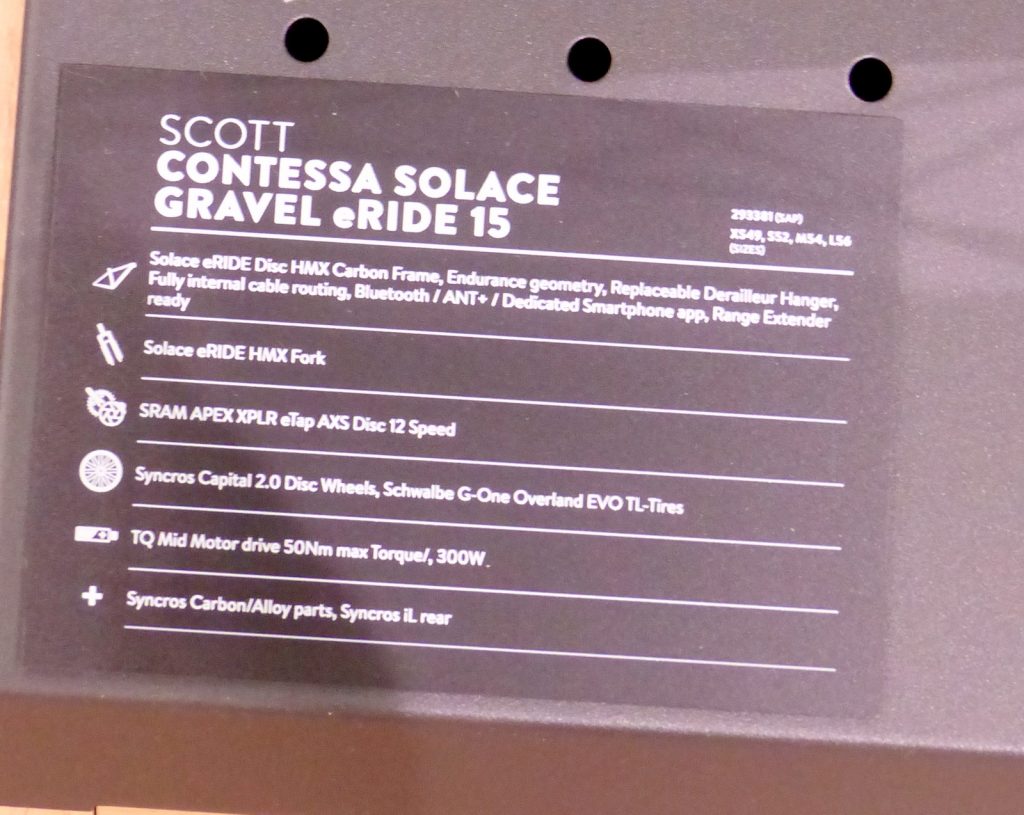 SCOTT
CONTESSA SOLACE
GRAVEL eRIDE 15
293381 (SAP)
XS49, S52, M54, L56
(SIZES)
Solace eRIDE Disc HMX Carbon Frame, Endurance geometry, Replaceable Derailleur Hanger,
Fully internal cable routing, Bluetooth / ANT+ / Dedicated Smartphone app, Range Extender
ready
Solace eRIDE HMX Fork
SRAM APEX XPLR eTap AXS Disc 12 Speed
Syncros Capital 2.0 Disc Wheels, Schwalbe G-One Overland EVO TL-Tires
TQ Mid Motor drive 50Nm max Torque/, 300W
Syncros Carbon/Alloy parts, Syncros iL rear